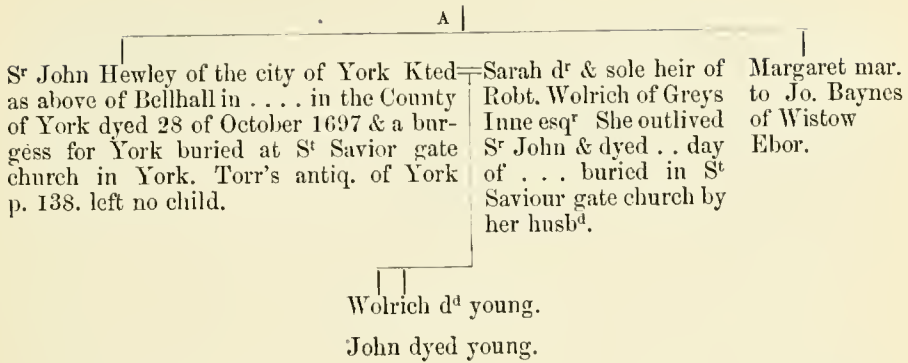 A
Sʳ John Hewley of the city of York Kted
as above of Bellhall in . . . . in the County
of York dyed 28 of October 1697 & a bur-
gess for York buried at Sᵗ Savior gate
church in York. Torr's antiq. of York
p. 138. left no child.
Sarah dʳ & sole heir of
Robt. Wolrich of Greys
Inne esqʳ She outlived
Sʳ John & dyed . . day
of . . . buried in Sᵗ
Saviour gate church by
her husbᵈ.
Margaret mar.
to Jo. Baynes
of Wistow
Ebor.
Wolrich dᵈ young.
John dyed young.